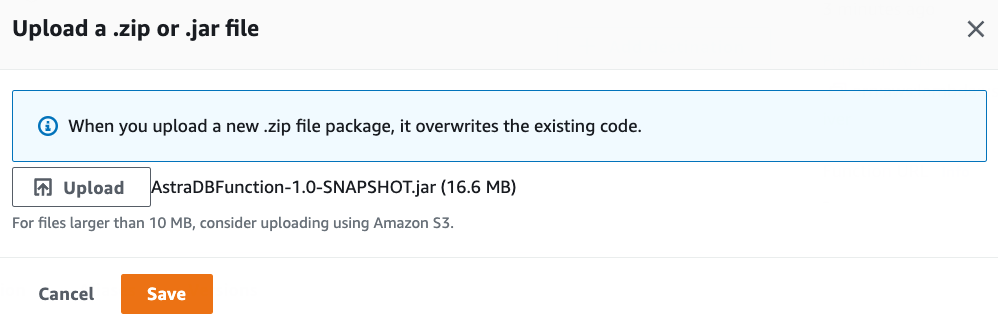 Upload a .zip or .jar file
When you upload a new .zip file package, it overwrites the existing code.
Upload AstraDBFunction-1.0-SNAPSHOT.jar (16.6 MB)
For files larger than 10 MB, consider uploading using Amazon S3.
Cancel Save